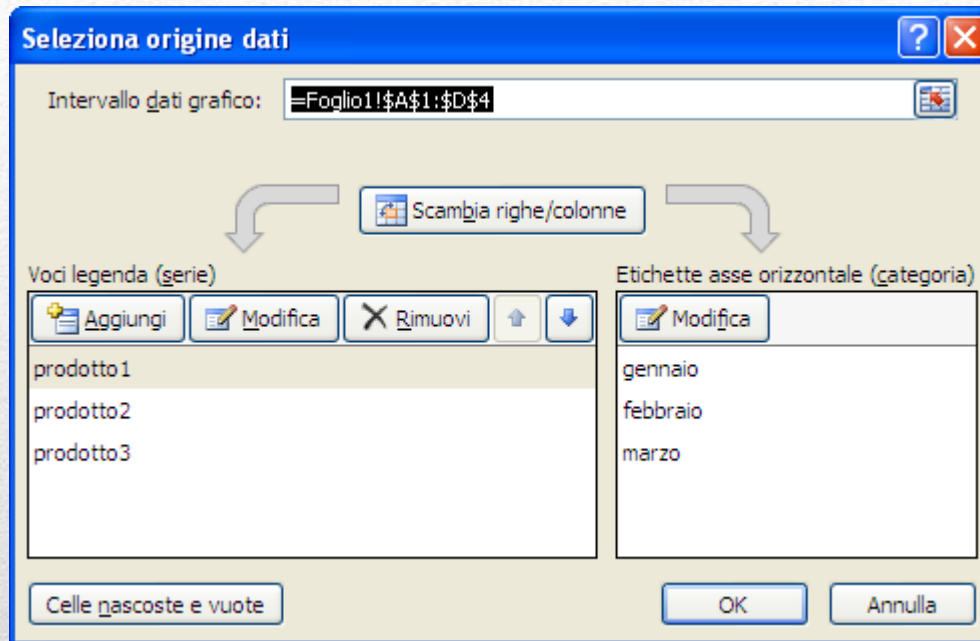 Seleziona origine dati
Intervallo dati grafico: =Foglio1!$A$1:$D$4
Scambia righe/colonne
Voci legenda (serie)
Aggiungi Modifica Rimuovi
prodotto1
prodotto2
prodotto3
Etichette asse orizzontale (categoria)
Modifica
gennaio
febbraio
marzo
Celle nascoste e vuote OK Annulla